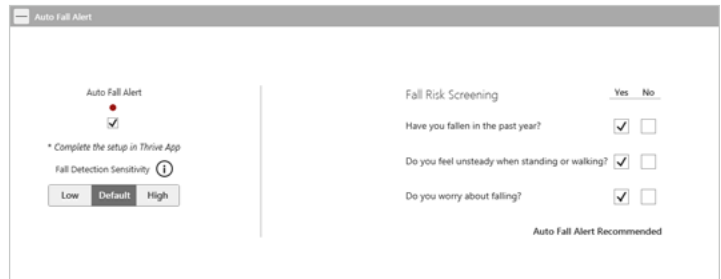 Auto Fall Alert
Auto Fall Alert
* Complete the setup in Thrive App
Fall Detection Sensitivity i
Low Default High
Fall Risk Screening Yes No
Have you fallen in the past year?
Do you feel unsteady when standing or walking?
Do you worry about falling?
Auto Fall Alert Recommended